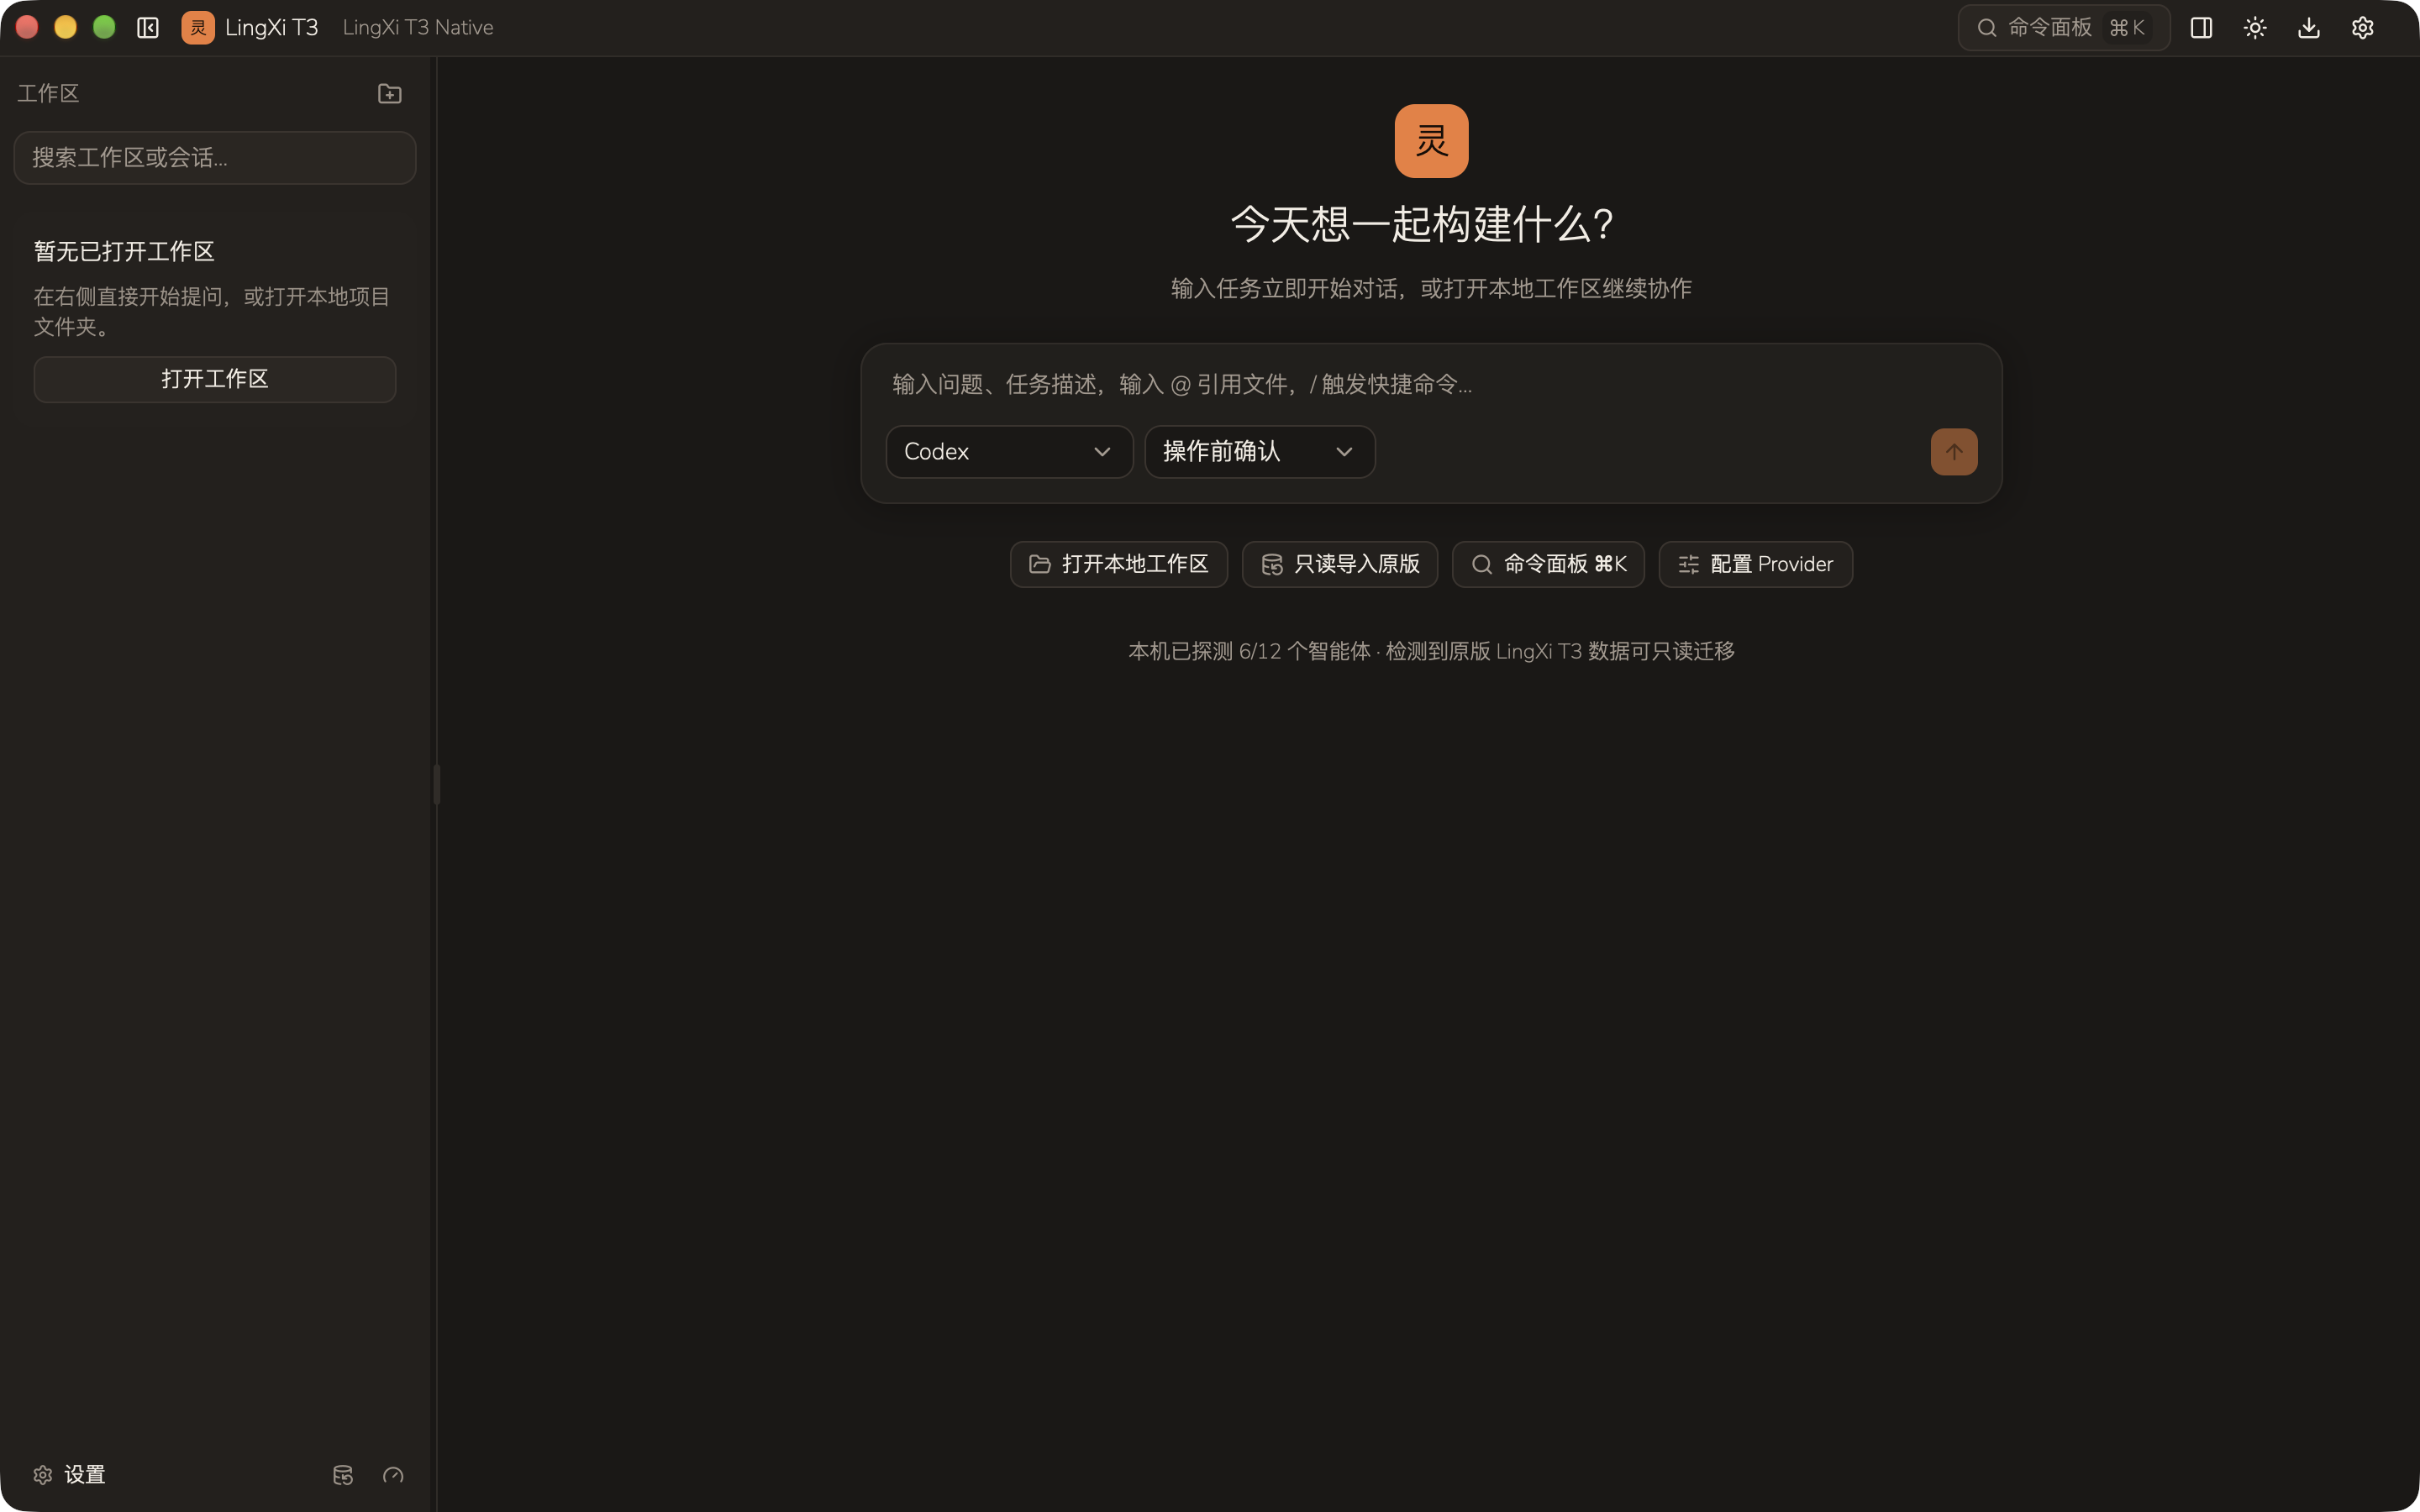 灵 LingXi T3 LingXi T3 Native
命令面板 ⌘K
工作区
搜索工作区或会话...
暂无已打开工作区
在右侧直接开始提问，或打开本地项目
文件夹。
打开工作区
设置
灵
今天想一起构建什么？
输入任务立即开始对话，或打开本地工作区继续协作
输入问题、任务描述，输入 @ 引用文件，/ 触发快捷命令...
Codex 操作前确认
打开本地工作区 只读导入原版 命令面板 ⌘K 配置 Provider
本机已探测 6/12 个智能体 · 检测到原版 LingXi T3 数据可只读迁移